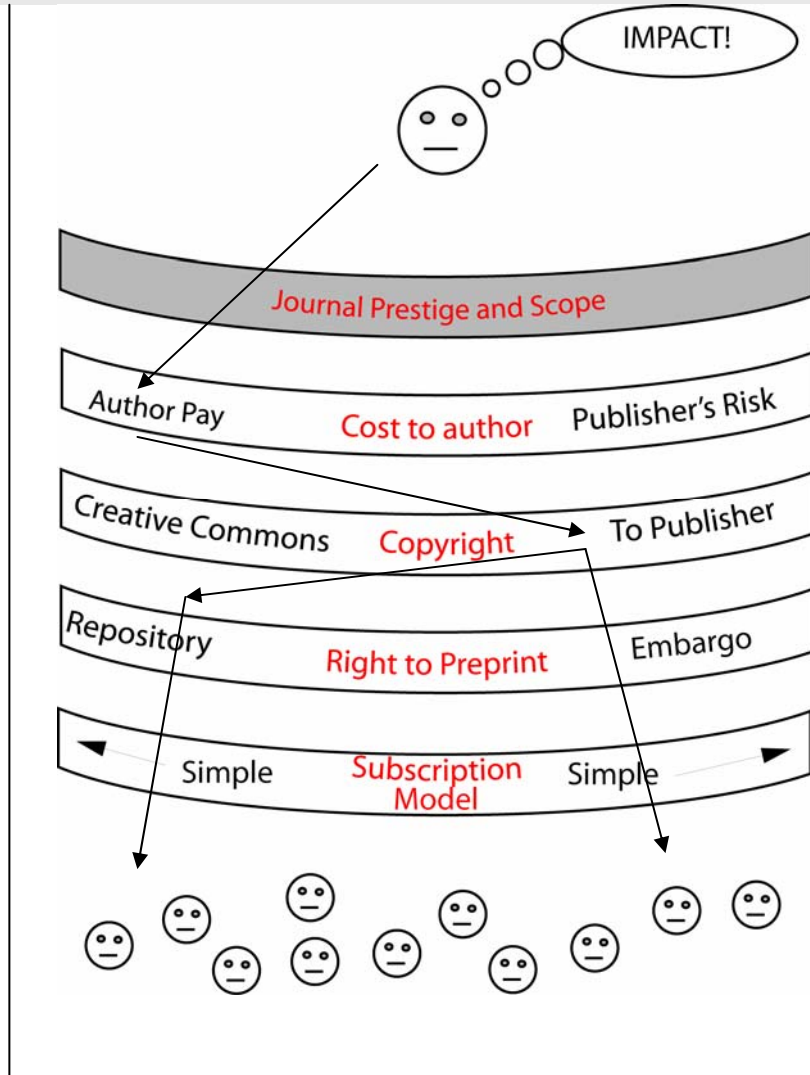 IMPACT!
Journal Prestige and Scope
Author Pay Cost to author Publisher's Risk
Creative Commons Copyright To Publisher
Repository Right to Preprint Embargo
Simple Subscription Model Simple